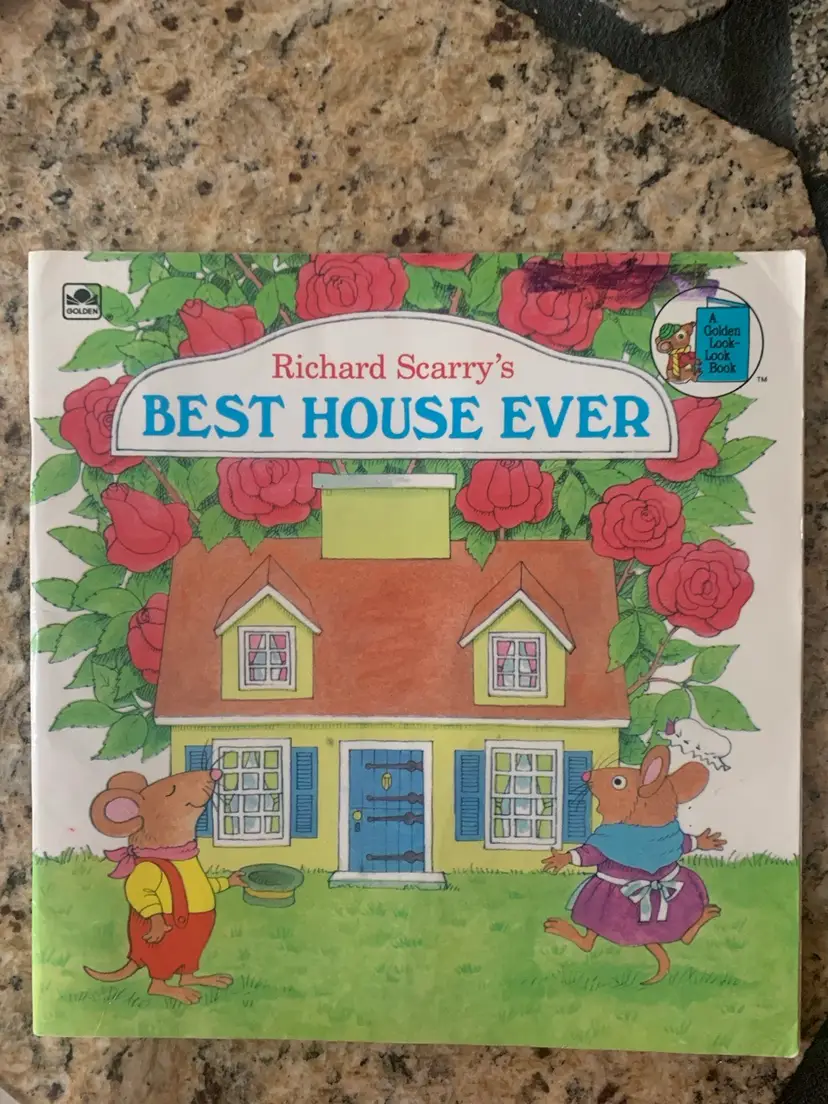 GOLDEN
Richard Scarry's
BEST HOUSE EVER
A
Golden
Look-
Look
Book
TM